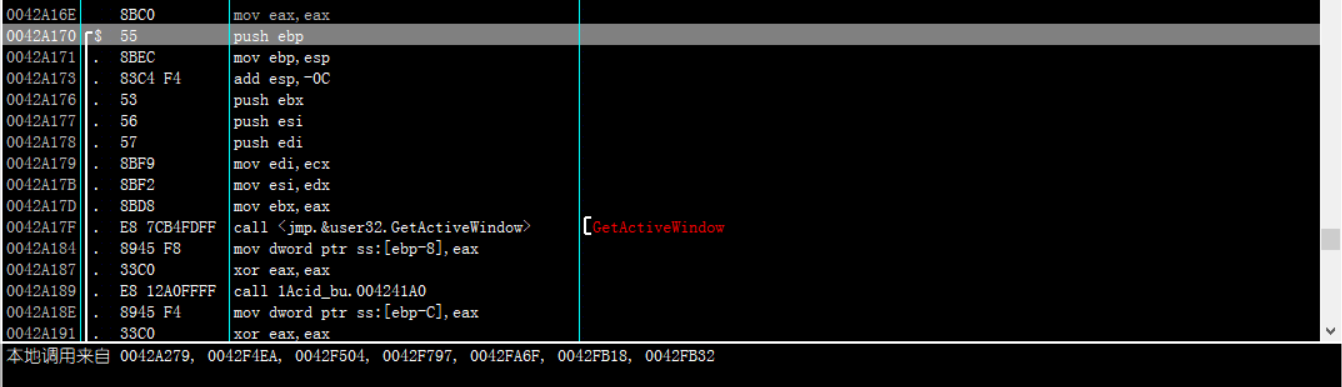 0042A16E 8BC0 mov eax,eax
0042A170 $ 55 push ebp
0042A171 . 8BEC mov ebp,esp
0042A173 . 83C4 F4 add esp,-0C
0042A176 . 53 push ebx
0042A177 . 56 push esi
0042A178 . 57 push edi
0042A179 . 8BF9 mov edi,ecx
0042A17B . 8BF2 mov esi,edx
0042A17D . 8BD8 mov ebx,eax
0042A17F . E8 7CB4FDFF call <jmp.&user32.GetActiveWindow> GetActiveWindow
0042A184 . 8945 F8 mov dword ptr ss:[ebp-8],eax
0042A187 . 33C0 xor eax,eax
0042A189 . E8 12A0FFFF call 1Acid_bu.004241A0
0042A18E . 8945 F4 mov dword ptr ss:[ebp-C],eax
0042A191 . 33C0 xor eax,eax
本地调用来自 0042A279, 0042F4EA, 0042F504, 0042F797, 0042FA6F, 0042FB18, 0042FB32